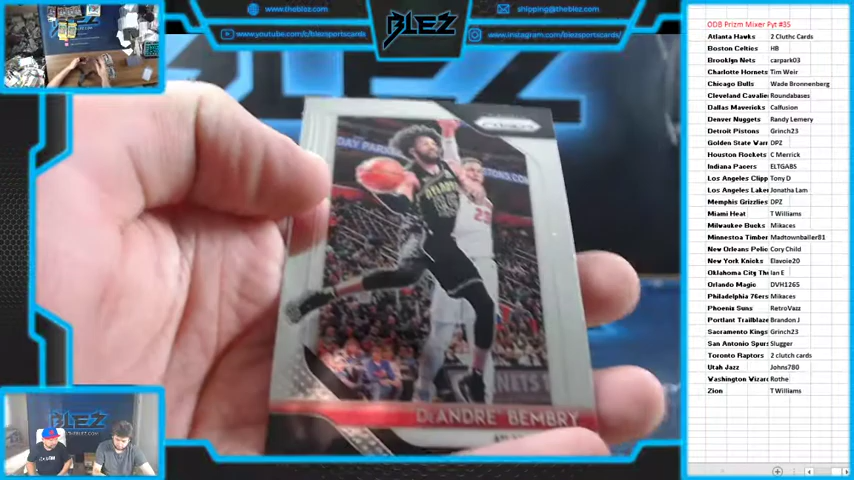 www.theblez.com
shipping@theblez.com
www.youtube.com/c/blezsportscards
BLEZ
www.instagram.com/blezsportscards/
PRIZM
DEANDRE' BEMBRY
BLEZ
ODB Prizm Mixer Pyt #35
Atlanta Hawks 2 Cluthc Cards
Boston Celtics HB
Brooklyn Nets carpark03
Charlotte Hornets Tim Weir
Chicago Bulls Wade Bronnenberg
Cleveland Cavalie Roundabases
Dallas Mavericks Calfusion
Denver Nuggets Randy Lemery
Detroit Pistons Grinch23
Golden State Warr DPZ
Houston Rockets C Merrick
Indiana Pacers ELTGAB5
Los Angeles Clipp Tony D
Los Angeles Laker Jonatha Lam
Memphis Grizzlies DPZ
Miami Heat T Williams
Milwaukee Bucks Mikaces
Minnestoa Timber Madtownballer81
New Orleans Pelic Cory Child
New York Knicks Elavoie20
Oklahoma City Thu Ian E
Orlando Magic DVH1265
Philadelphia 76ers Mikaces
Phoenix Suns RetroVazz
Portlant Trailblaze Brandon J
Sacramento Kings Grinch23
San Antonio Spurs Slugger
Toronto Raptors 2 clutch cards
Utah Jazz Johns780
Washington Wizard Rothe
Zion T Williams